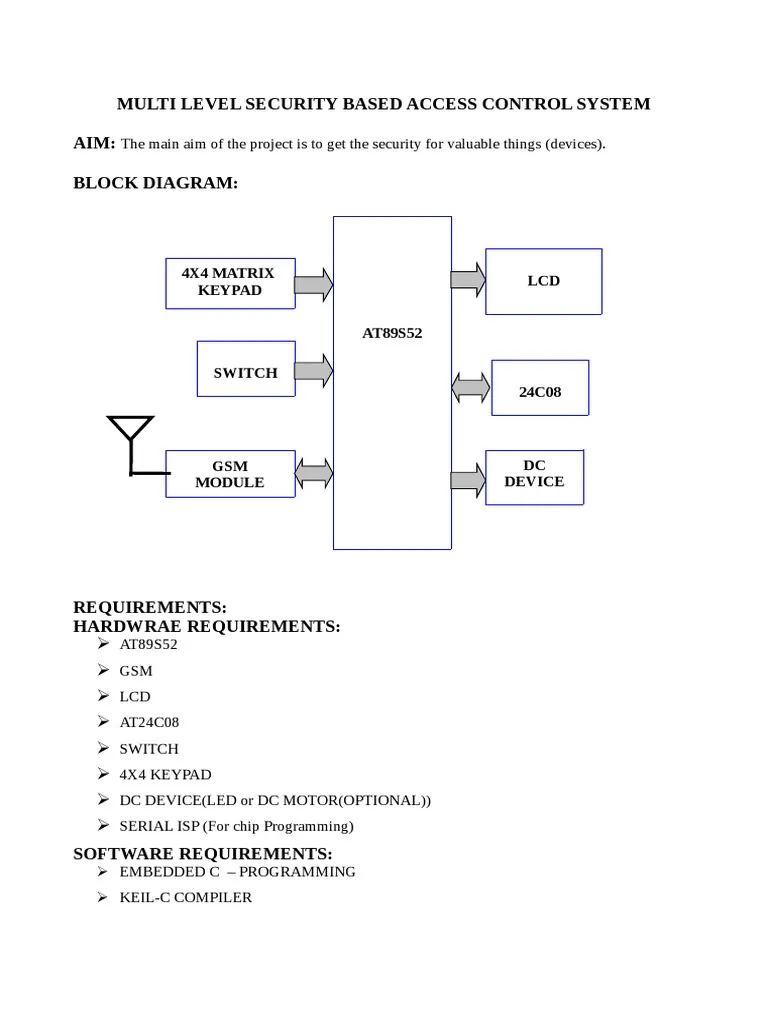 MULTI LEVEL SECURITY BASED ACCESS CONTROL SYSTEM
AIM: The main aim of the project is to get the security for valuable things (devices).
BLOCK DIAGRAM:
4X4 MATRIX
KEYPAD
LCD
AT89S52
SWITCH
24C08
GSM
MODULE
DC
DEVICE
REQUIREMENTS:
HARDWRAE REQUIREMENTS:
AT89S52
GSM
LCD
AT24C08
SWITCH
4X4 KEYPAD
DC DEVICE(LED or DC MOTOR(OPTIONAL))
SERIAL ISP (For chip Programming)
SOFTWARE REQUIREMENTS:
EMBEDDED C – PROGRAMMING
KEIL-C COMPILER